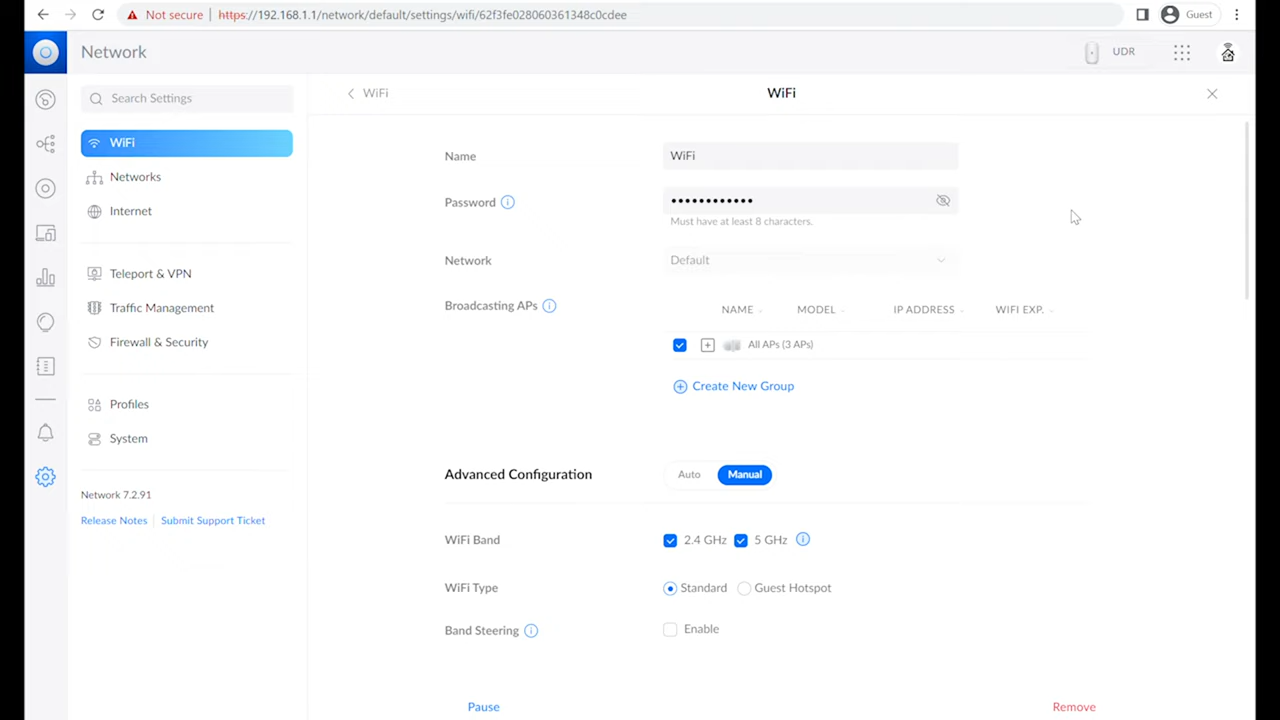 Not secure | https://192.168.1.1/network/default/settings/wifi/62f3fe028060361348c0cdee
Guest
Network
UDR
Search Settings
WiFi
Networks
Internet
Teleport & VPN
Traffic Management
Firewall & Security
Profiles
System
Network 7.2.91
Release Notes | Submit Support Ticket
WiFi
WiFi
Name
WiFi
Password
••••••••••••
Must have at least 8 characters.
Network
Default
Broadcasting APs
NAME MODEL IP ADDRESS WIFI EXP.
All APs (3 APs)
Create New Group
Advanced Configuration
Auto Manual
WiFi Band
2.4 GHz 5 GHz
WiFi Type
Standard Guest Hotspot
Band Steering
Enable
Pause
Remove